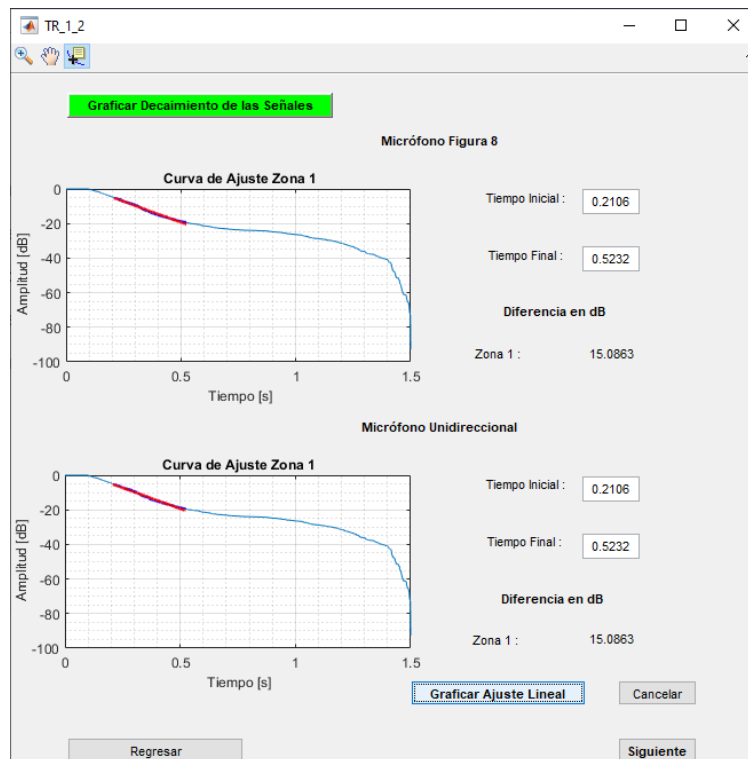 TR_1_2
Graficar Decaimiento de las Señales
Micrófono Figura 8
Curva de Ajuste Zona 1
0
-20
-40
-60
-80
-100
Amplitud [dB]
0
0.5
1
1.5
Tiempo [s]
Tiempo Inicial :
0.2106
Tiempo Final :
0.5232
Diferencia en dB
Zona 1 :
15.0863
Micrófono Unidireccional
Curva de Ajuste Zona 1
0
-20
-40
-60
-80
-100
Amplitud [dB]
0
0.5
1
1.5
Tiempo [s]
Tiempo Inicial :
0.2106
Tiempo Final :
0.5232
Diferencia en dB
Zona 1 :
15.0863
Graficar Ajuste Lineal
Cancelar
Regresar
Siguiente